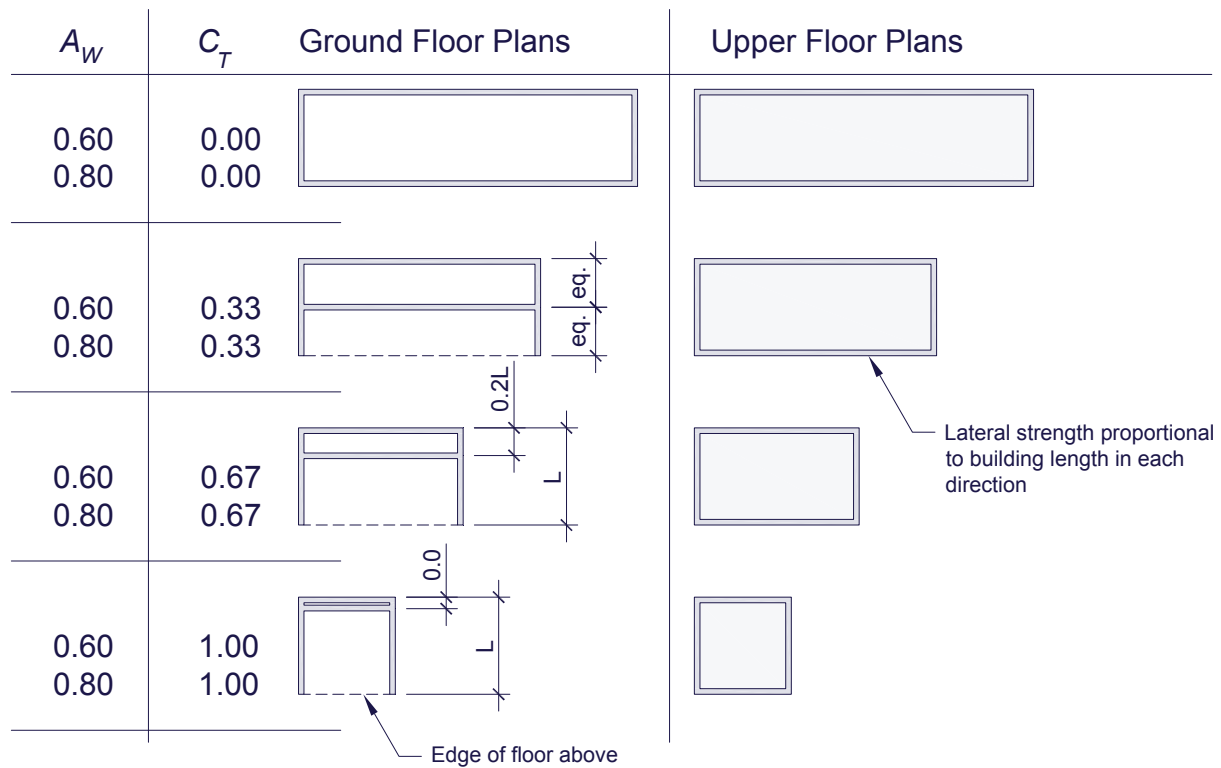 A_W C_T Ground Floor Plans Upper Floor Plans
0.60 0.00
0.80 0.00
eq.
0.60 0.33
eq.
0.80 0.33
0.2L
Lateral strength proportional
to building length in each
direction
L
0.60 0.67
0.80 0.67
0.0
L
0.60 1.00
0.80 1.00
Edge of floor above